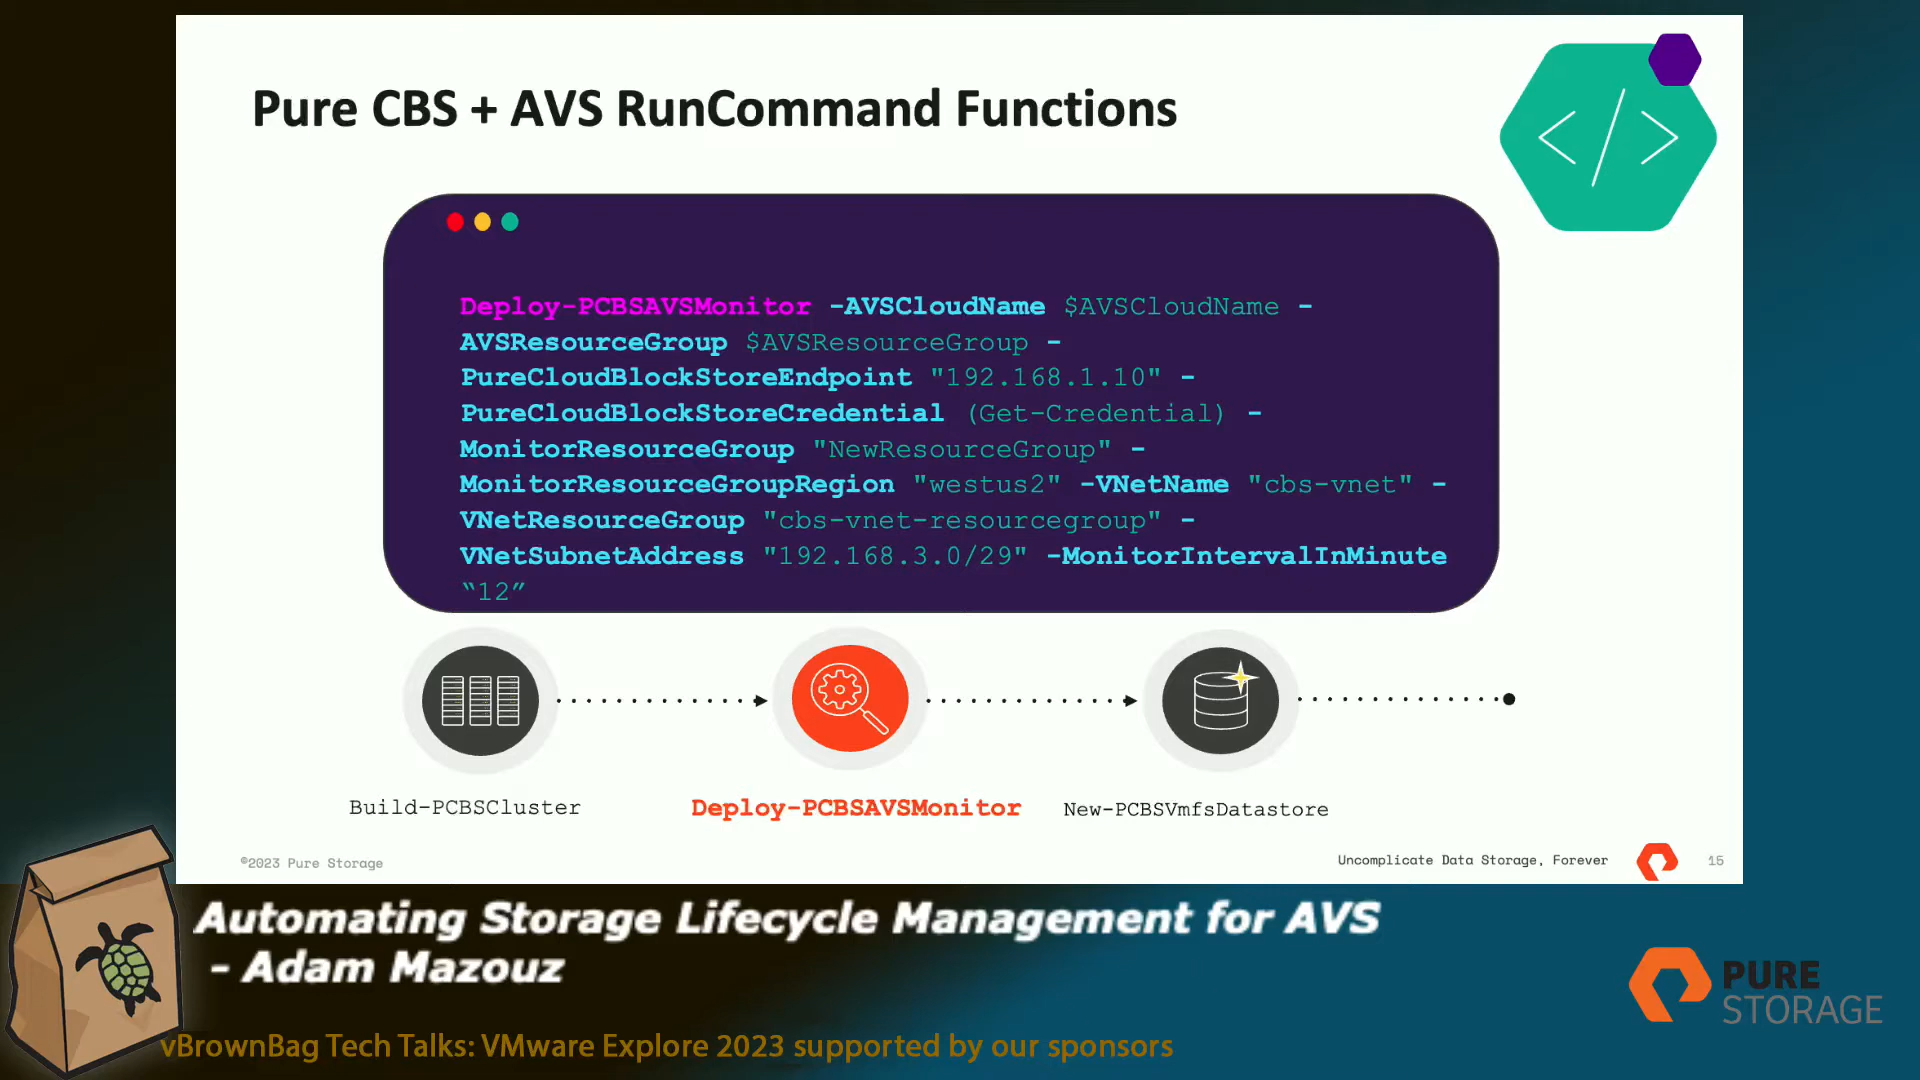 Pure CBS + AVS RunCommand Functions
</>
Deploy-PCBSAVSMonitor -AVSCloudName $AVSCloudName -
AVSResourceGroup $AVSResourceGroup -
PureCloudBlockStoreEndpoint "192.168.1.10" -
PureCloudBlockStoreCredential (Get-Credential) -
MonitorResourceGroup "NewResourceGroup" -
MonitorResourceGroupRegion "westus2" -VNetName "cbs-vnet" -
VNetResourceGroup "cbs-vnet-resourcegroup" -
VNetSubnetAddress "192.168.3.0/29" -MonitorIntervalInMinute
“12”
Build-PCBSCluster
Deploy-PCBSAVSMonitor
New-PCBSVmfsDatastore
©2023 Pure Storage
Uncomplicate Data Storage, Forever
15
Automating Storage Lifecycle Management for AVS
- Adam Mazouz
PURE
STORAGE
vBrownBag Tech Talks: VMware Explore 2023 supported by our sponsors